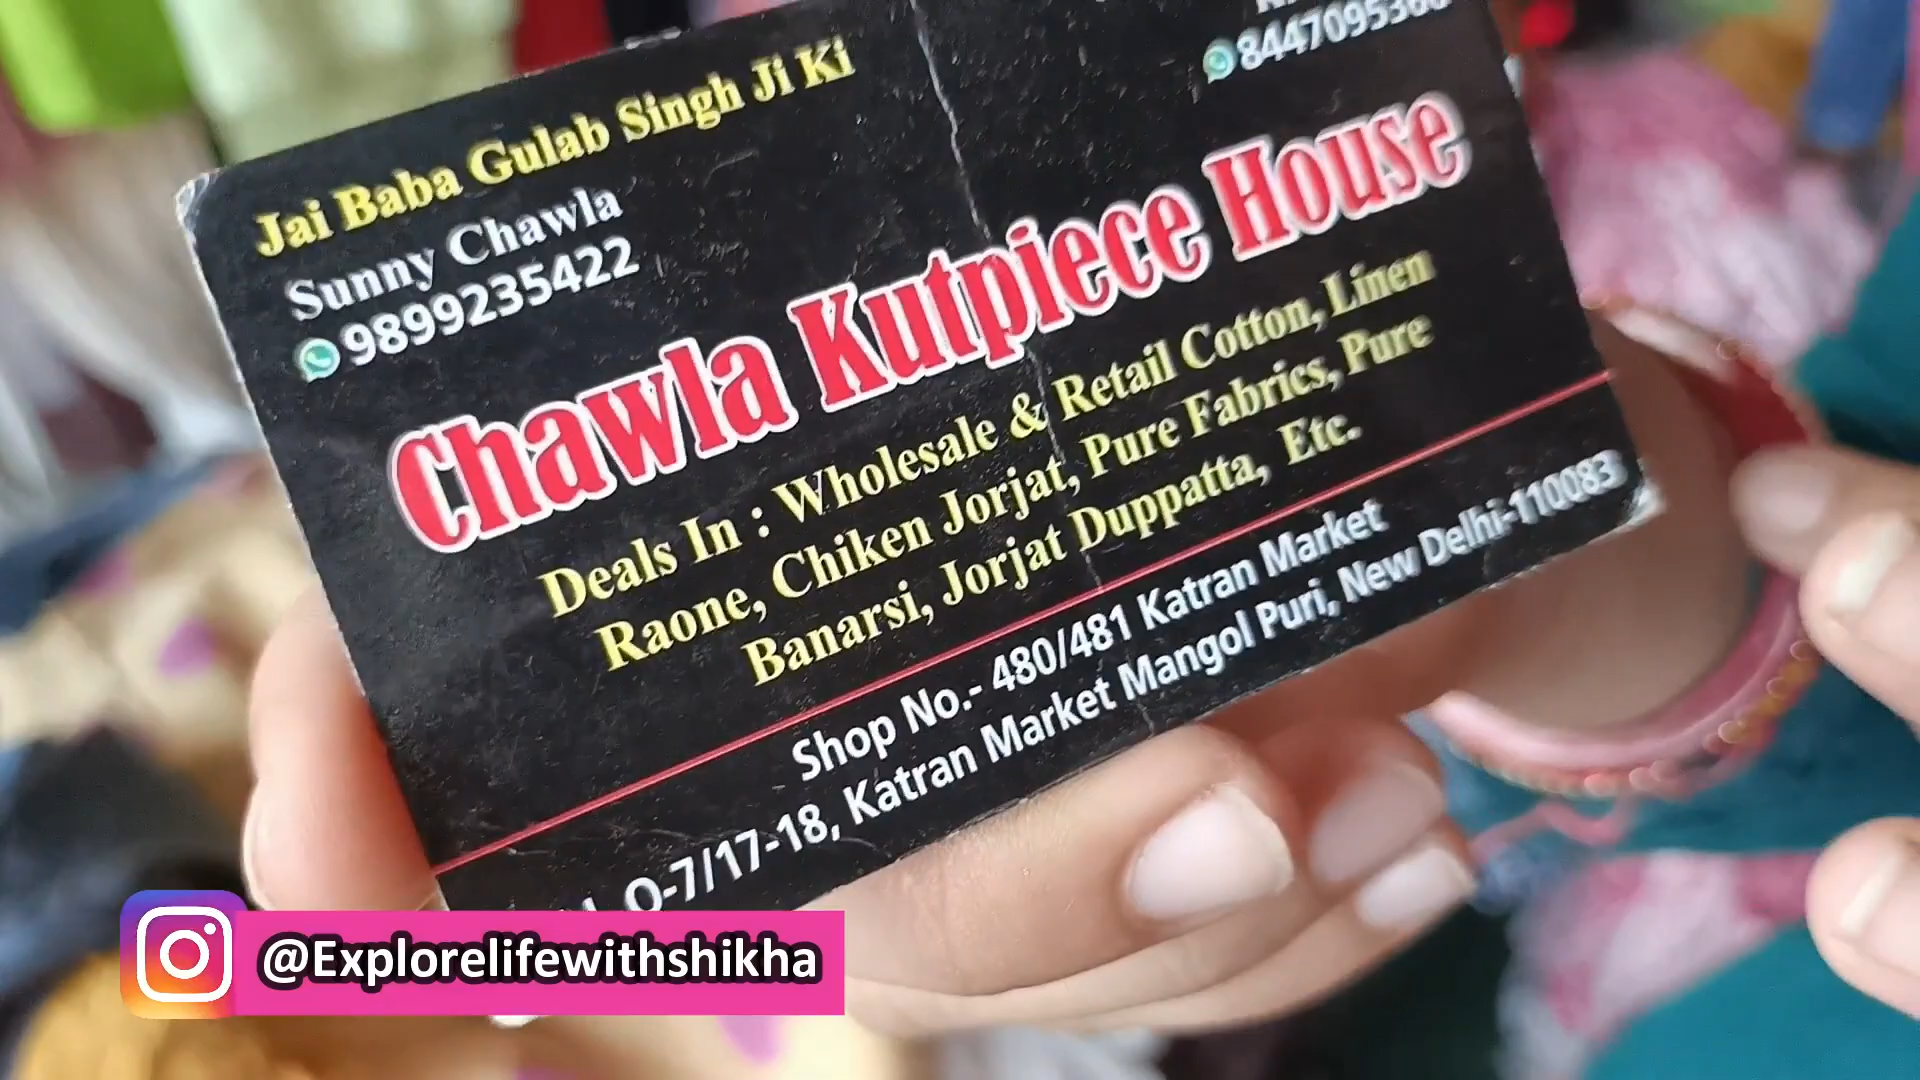 Jai Baba Gulab Singh Ji Ki
Sunny Chawla
9899235422
Chawla Kutpiece House
Deals In : Wholesale & Retail Cotton, Linen
Raone, Chiken Jorjat, Pure Fabrics, Pure
Banarsi, Jorjat Duppatta, Etc.
Shop No.- 480/481 Katran Market
O-7/17-18, Katran Market Mangol Puri, New Delhi-110083
@Explorelifewithshikha